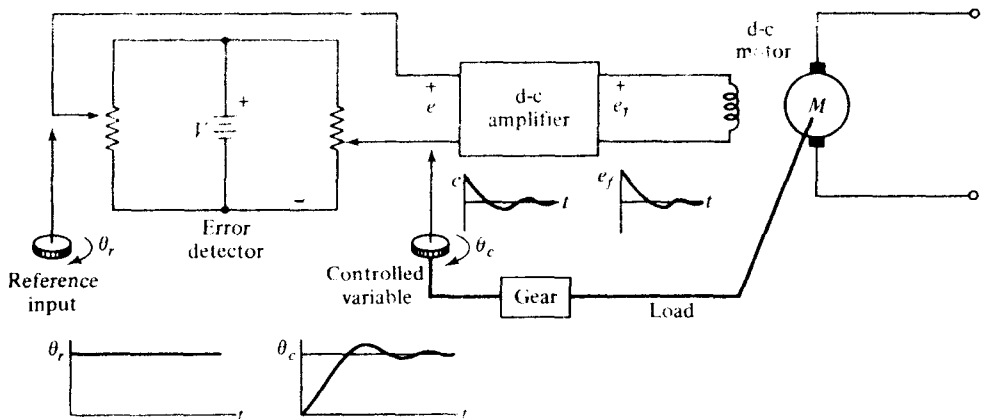 d-c
motor
+
V
+
e
d-c
amplifier
+
e_f
M
−
Error
detector
θ_r
Reference
input
e
t
e_f
t
θ_c
Controlled
variable
Gear
Load
θ_r
t
θ_c
t